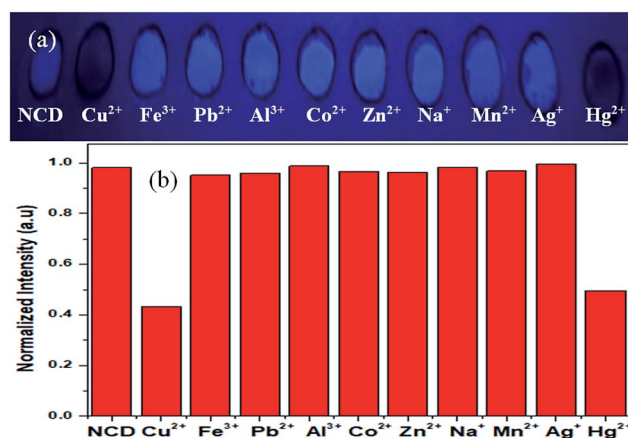 (a)
NCD Cu²⁺ Fe³⁺ Pb²⁺ Al³⁺ Co²⁺ Zn²⁺ Na⁺ Mn²⁺ Ag⁺ Hg²⁺
(b)
Normalized Intensity (a.u)
1.0
0.8
0.6
0.4
0.2
0.0
NCD Cu²⁺ Fe³⁺ Pb²⁺ Al³⁺ Co²⁺ Zn²⁺ Na⁺ Mn²⁺ Ag⁺ Hg²⁺